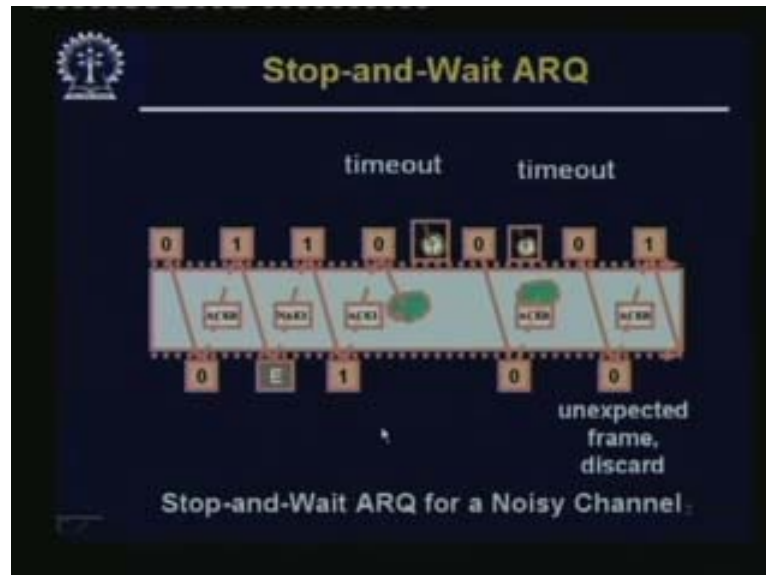 Stop-and-Wait ARQ
timeout timeout
0 1 1 0 0 0 1
ACK0 NAK1 ACK1 ACK0 ACK0
0 E 1 0 0
unexpected
frame,
discard
Stop-and-Wait ARQ for a Noisy Channel